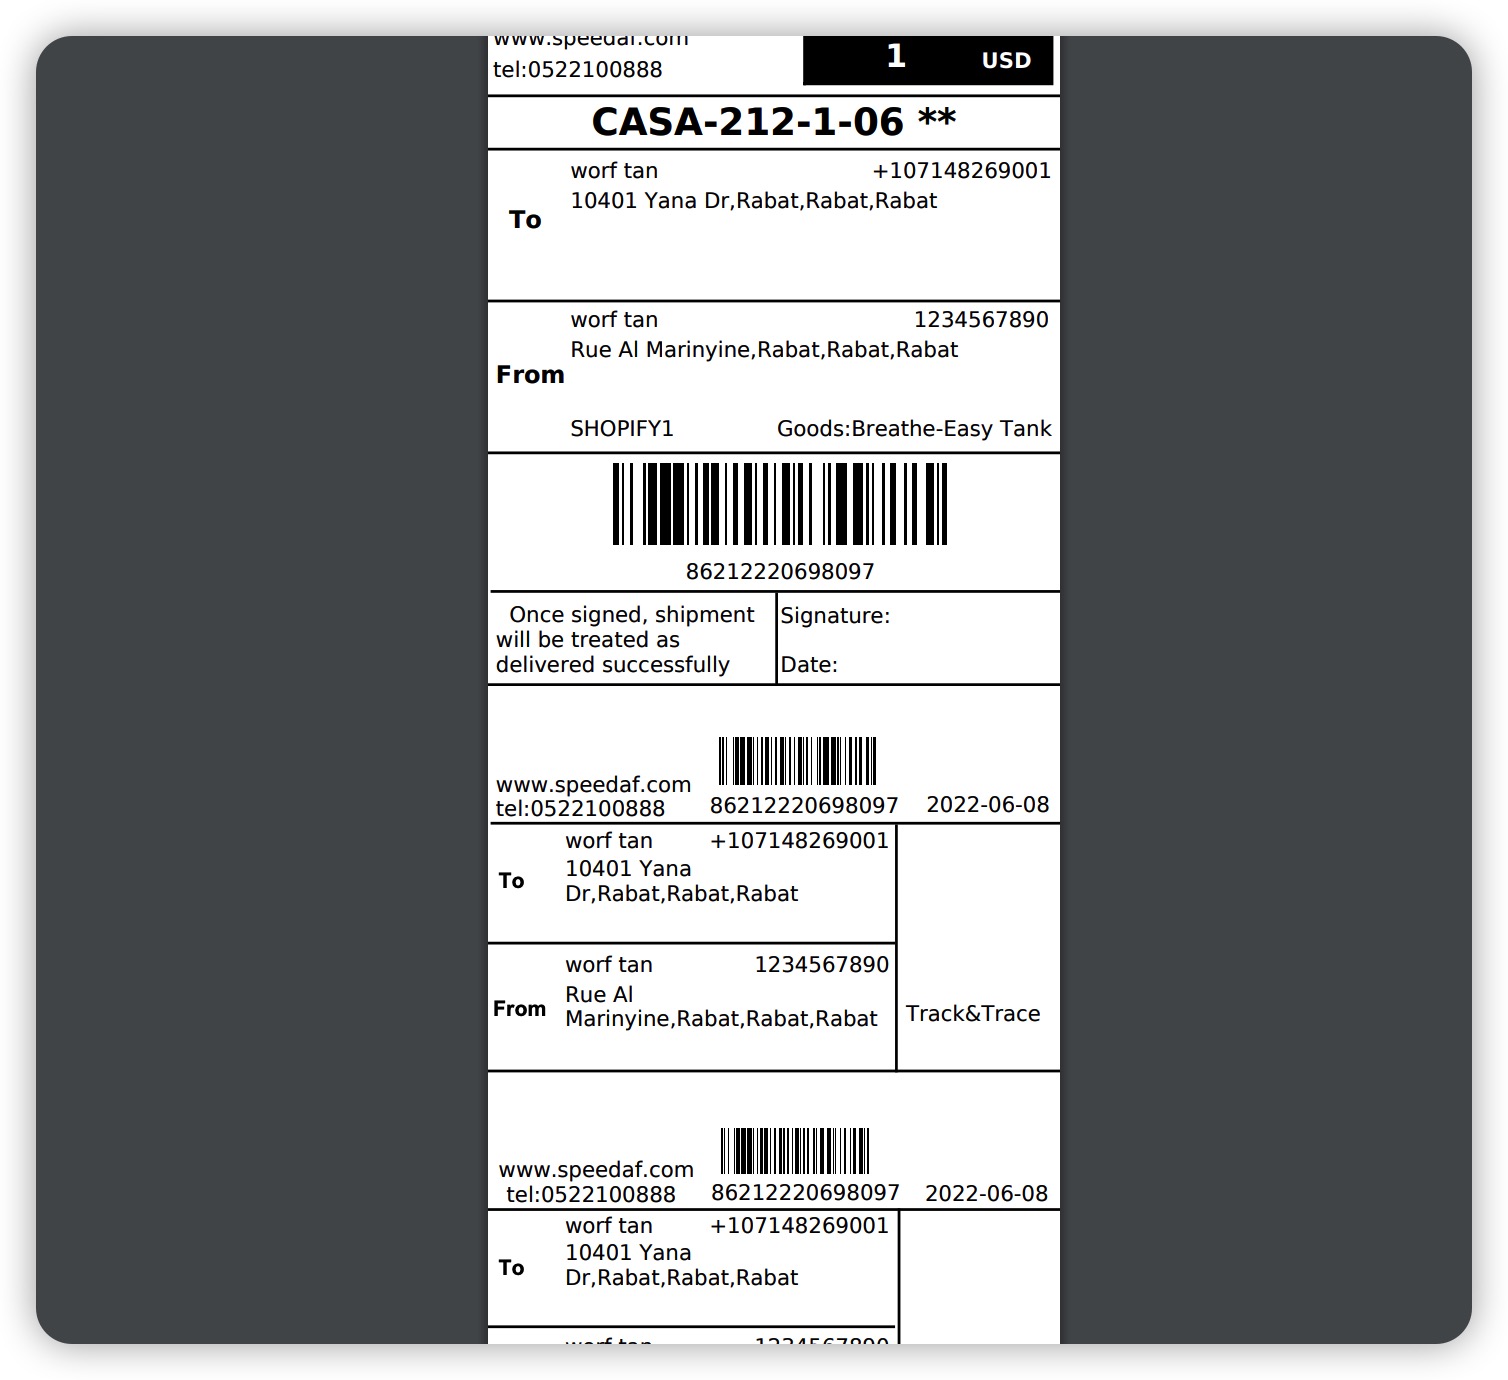 www.speedaf.com
tel:0522100888
1 USD
CASA-212-1-06 **
worf tan +107148269001
10401 Yana Dr,Rabat,Rabat,Rabat
To
worf tan 1234567890
Rue Al Marinyine,Rabat,Rabat,Rabat
From
SHOPIFY1 Goods:Breathe-Easy Tank
86212220698097
Once signed, shipment
will be treated as
delivered successfully
Signature:
Date:
www.speedaf.com
tel:0522100888
86212220698097
2022-06-08
worf tan +107148269001
10401 Yana
Dr,Rabat,Rabat,Rabat
To
worf tan 1234567890
Rue Al
Marinyine,Rabat,Rabat,Rabat
From
Track&Trace
www.speedaf.com
tel:0522100888
86212220698097
2022-06-08
worf tan +107148269001
10401 Yana
Dr,Rabat,Rabat,Rabat
To
worf tan 1234567890